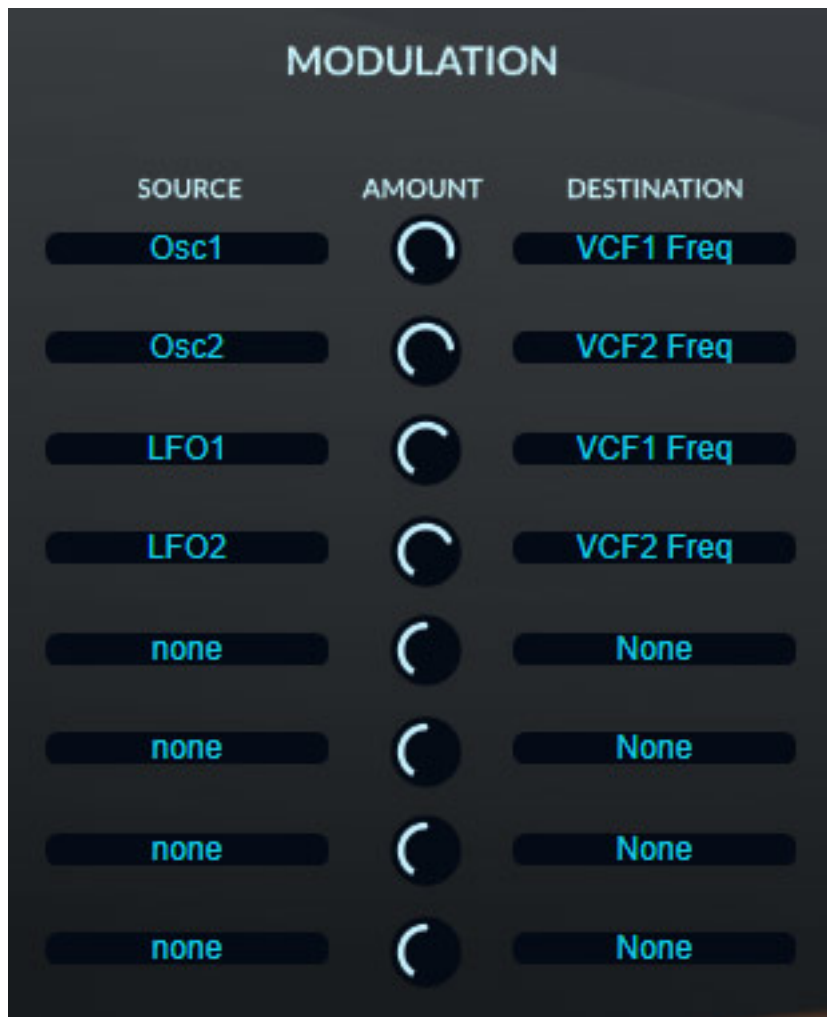 MODULATION
SOURCE AMOUNT DESTINATION
Osc1 VCF1 Freq
Osc2 VCF2 Freq
LFO1 VCF1 Freq
LFO2 VCF2 Freq
none None
none None
none None
none None